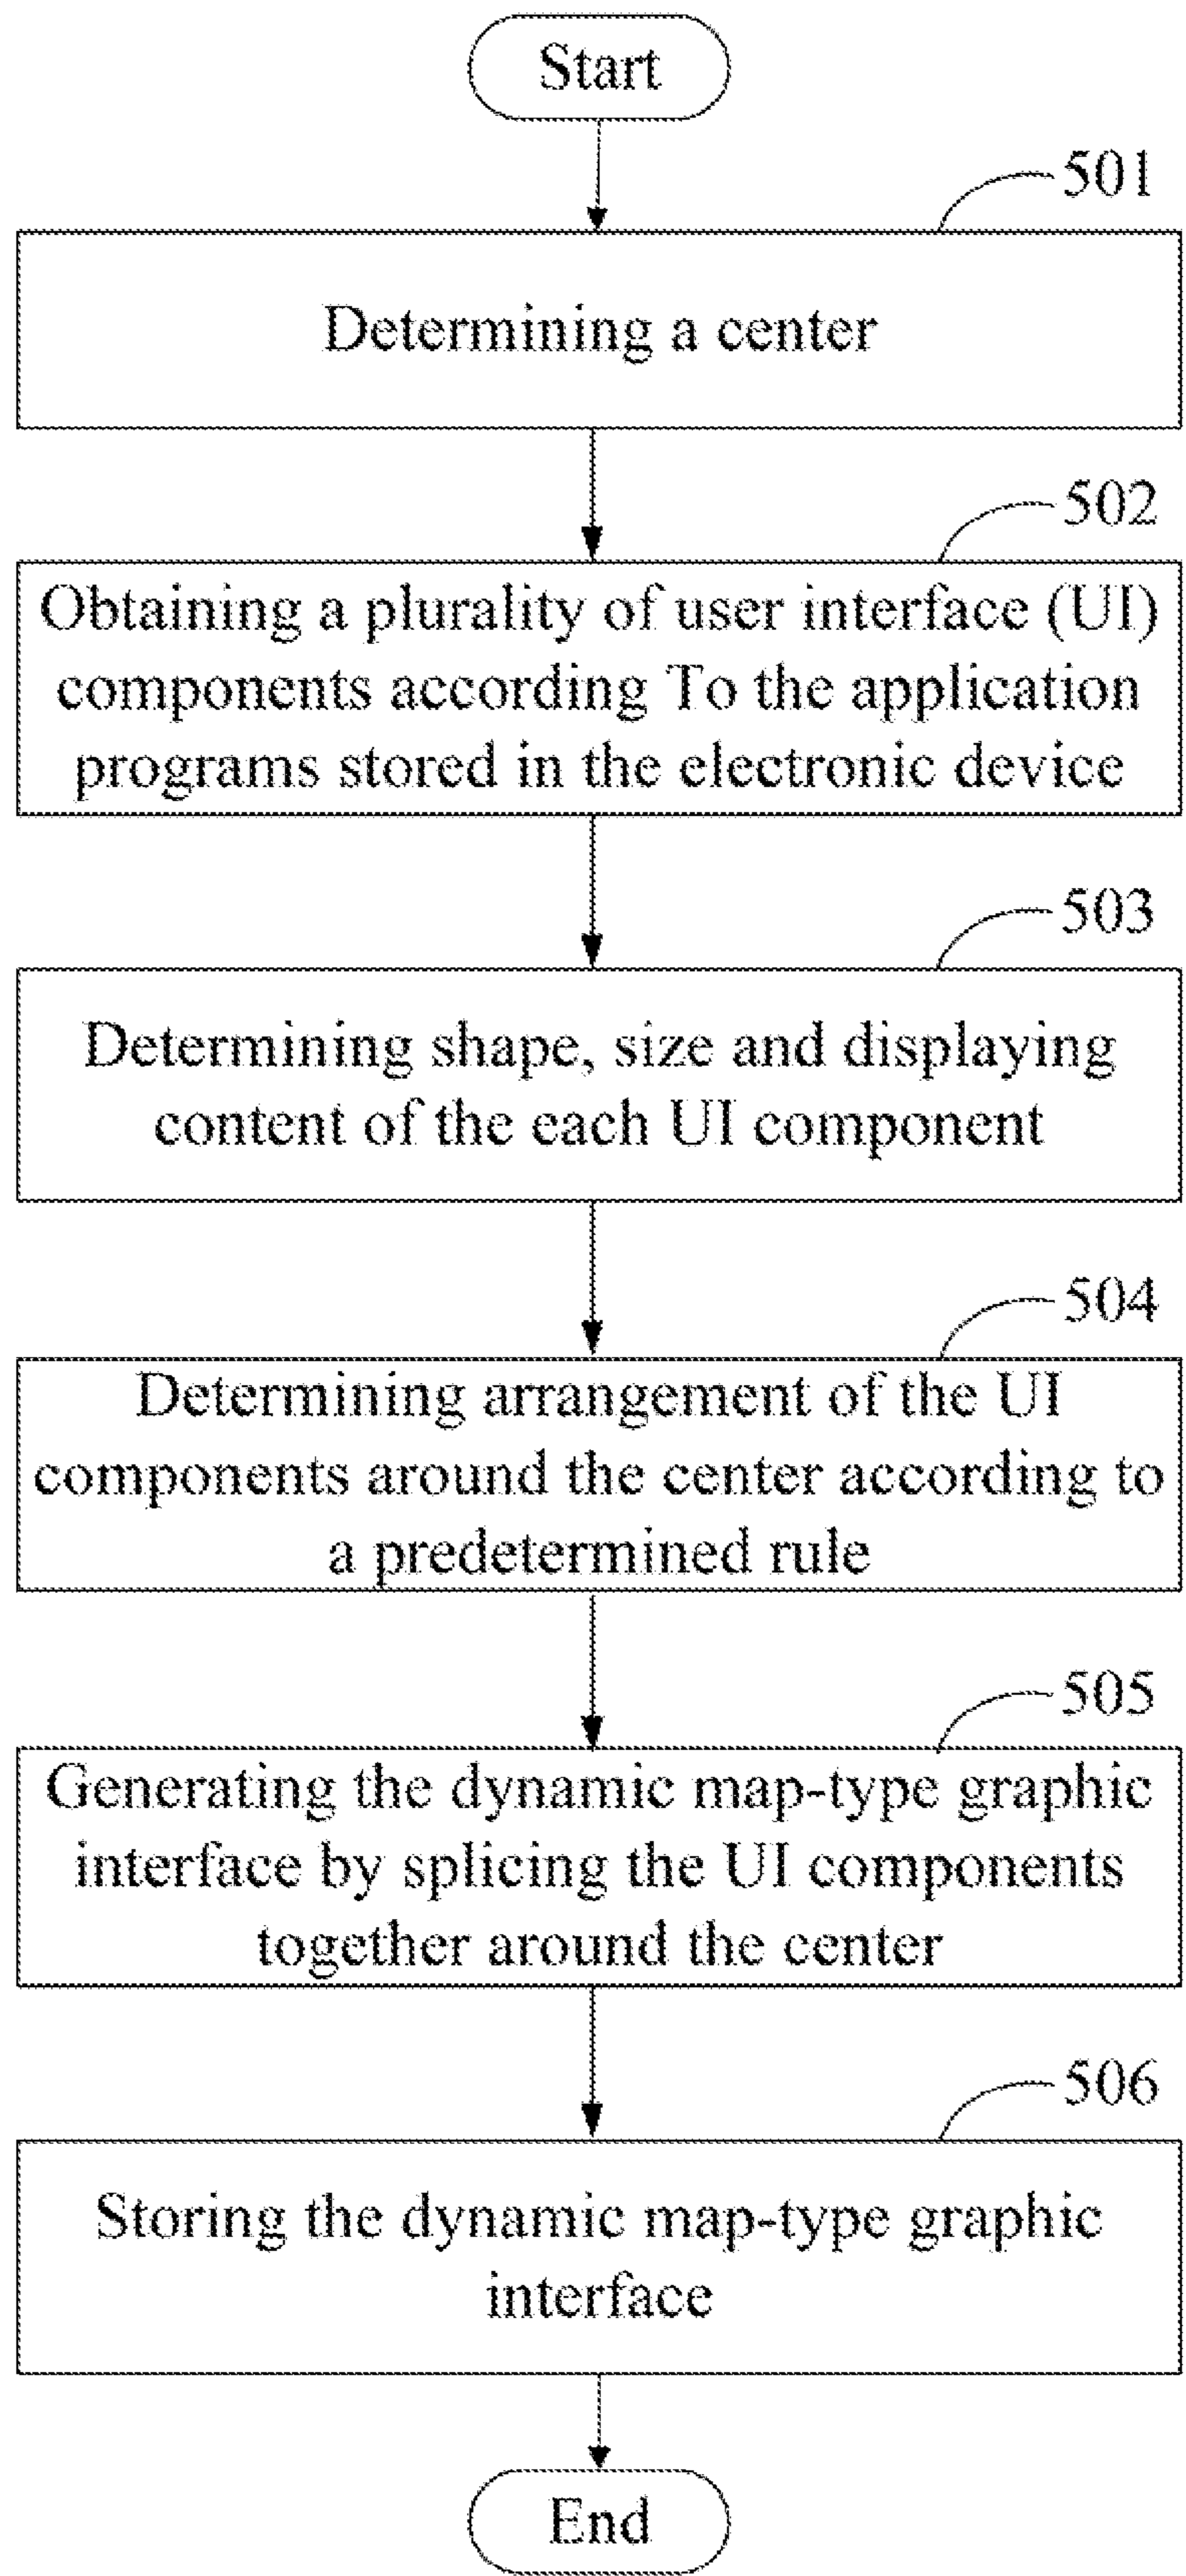 Start
501
Determining a center
502
Obtaining a plurality of user interface (UI)
components according To the application
programs stored in the electronic device
503
Determining shape, size and displaying
content of the each UI component
504
Determining arrangement of the UI
components around the center according to
a predetermined rule
505
Generating the dynamic map-type graphic
interface by splicing the UI components
together around the center
506
Storing the dynamic map-type graphic
interface
End